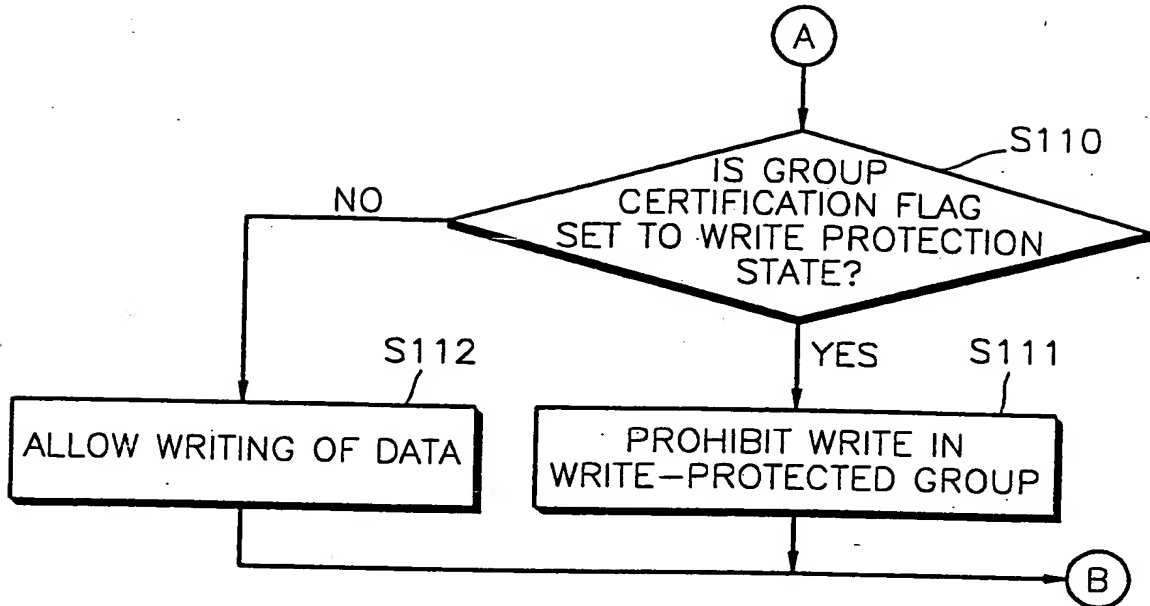 A
S110
IS GROUP
CERTIFICATION FLAG
SET TO WRITE PROTECTION
STATE?
NO
YES
S112
S111
ALLOW WRITING OF DATA
PROHIBIT WRITE IN
WRITE-PROTECTED GROUP
B